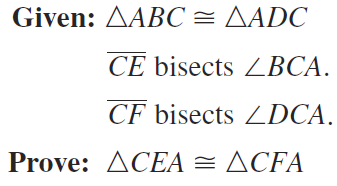 Given: △ABC ≅ △ADC
CE bisects ∠BCA.
CF bisects ∠DCA.
Prove: △CEA ≅ △CFA